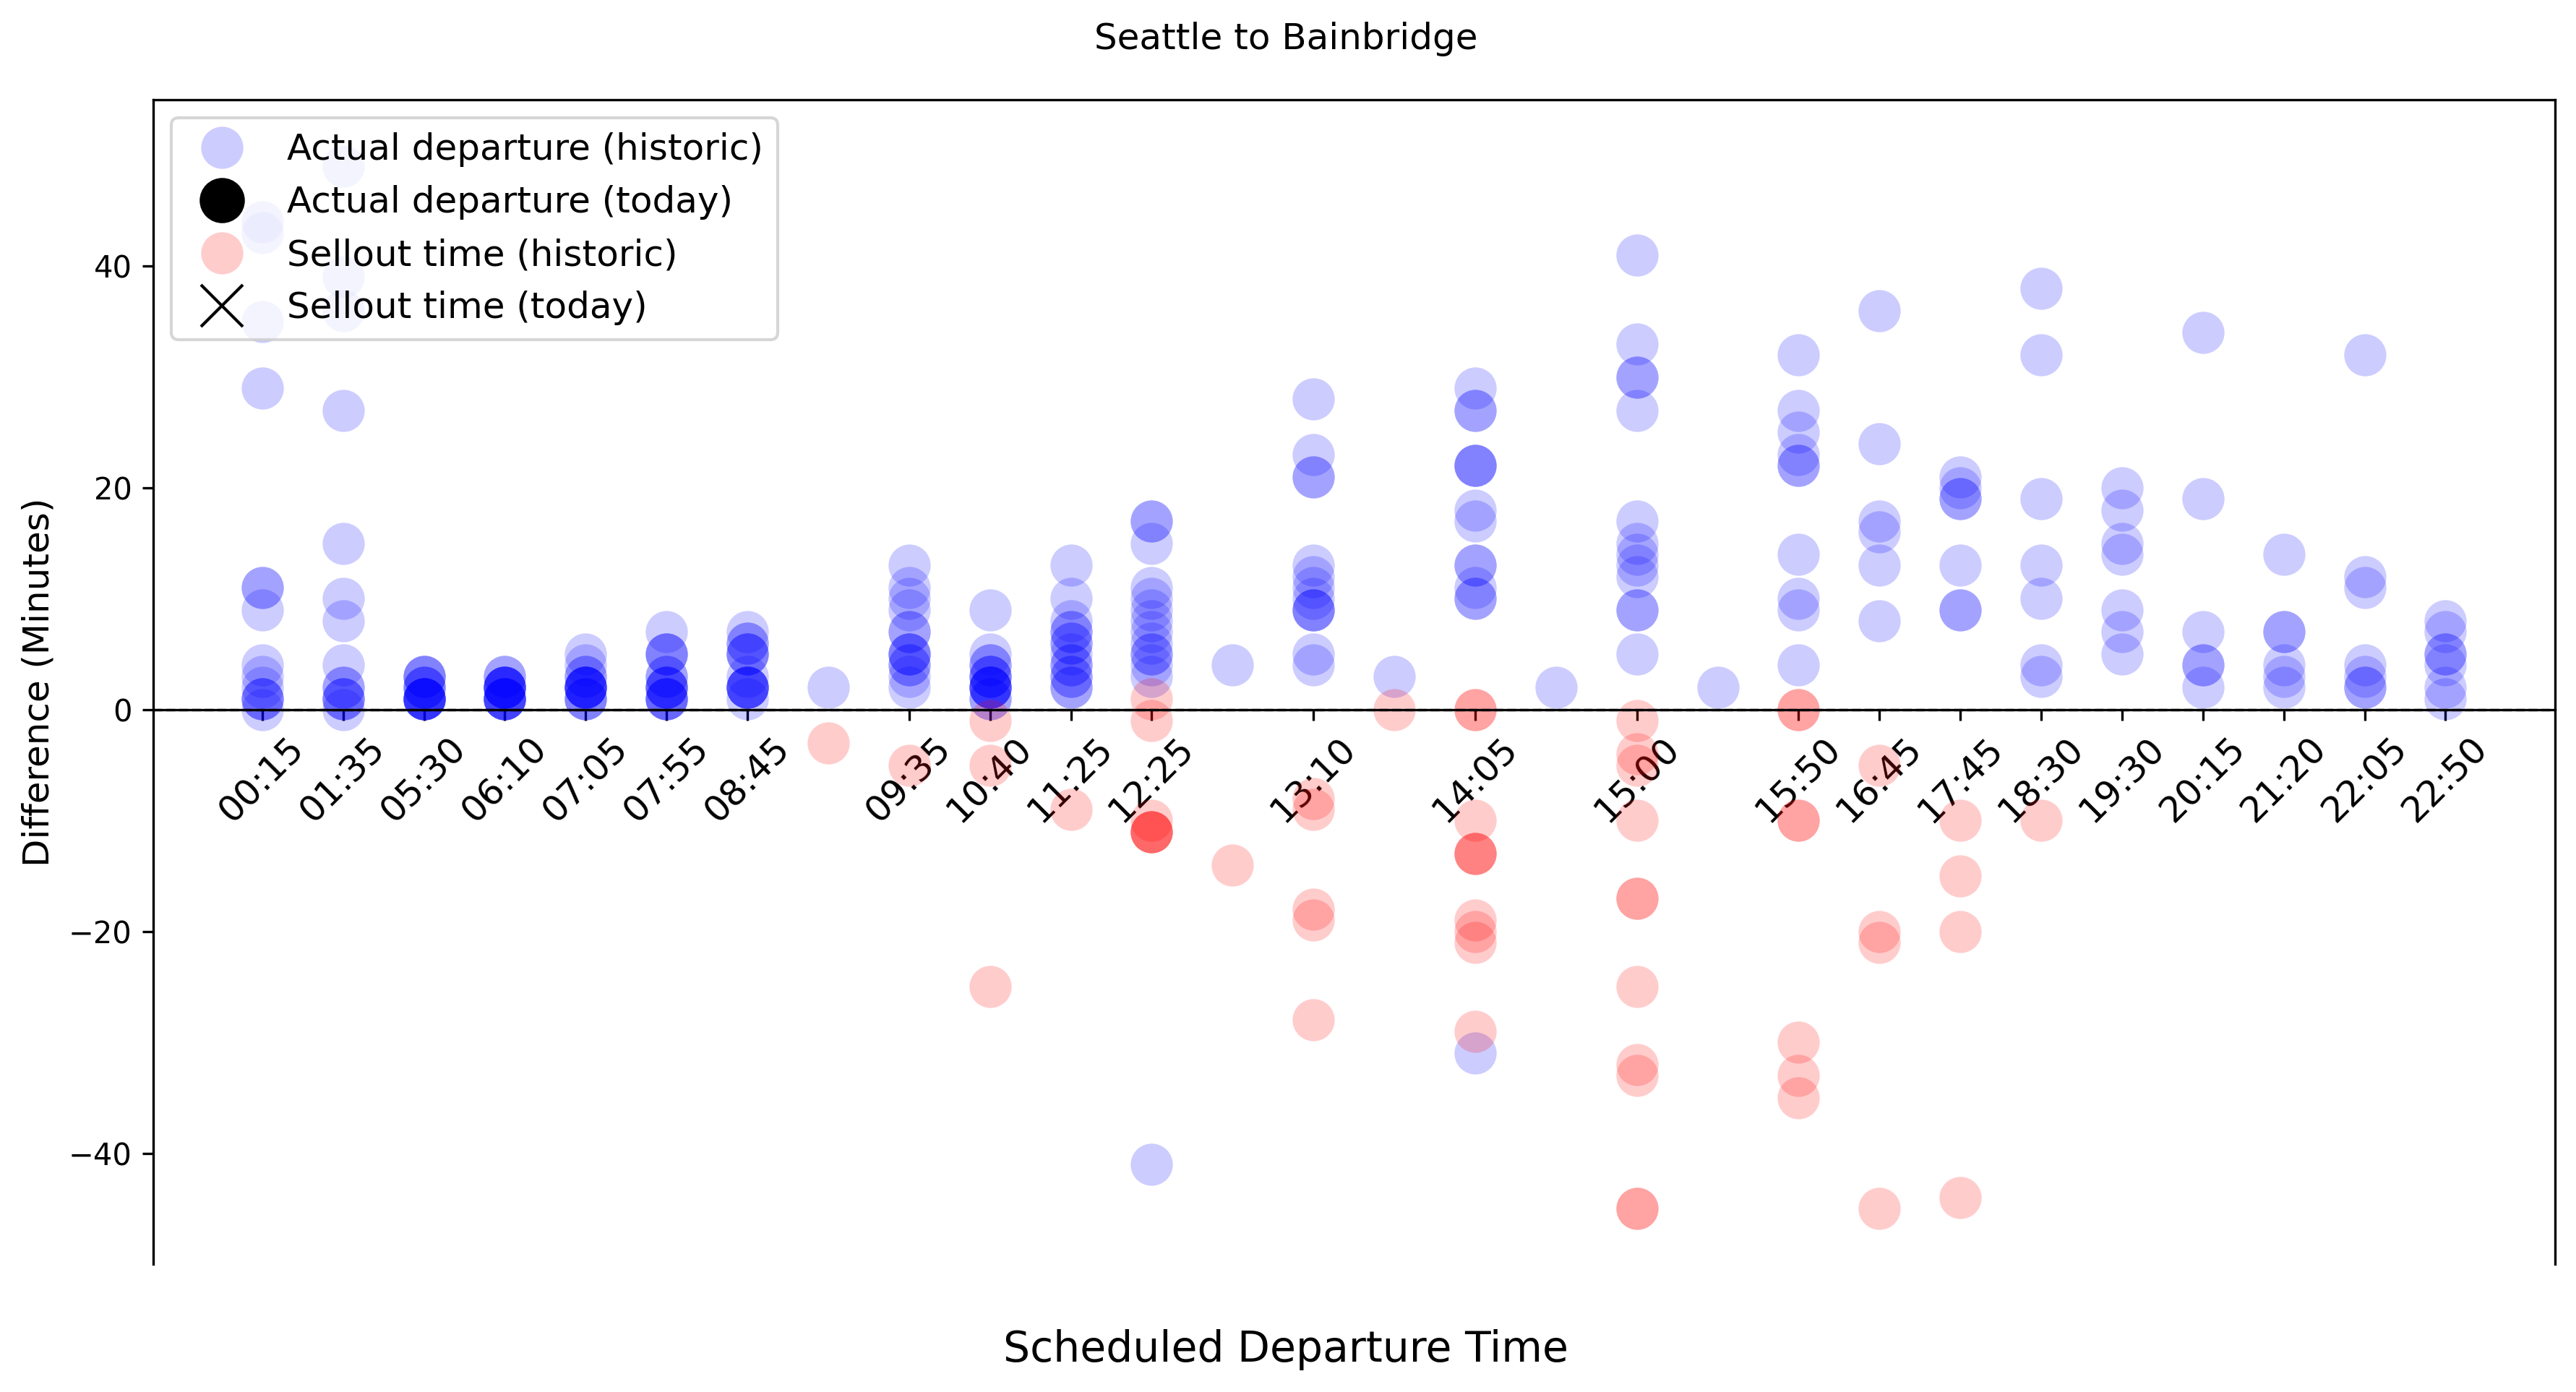 Seattle to Bainbridge
Actual departure (historic)
Actual departure (today)
Sellout time (historic)
Sellout time (today)
Difference (Minutes)
40
20
0
−20
−40
00:15 01:35 05:30 06:10 07:05 07:55 08:45 09:35 10:40 11:25 12:25 13:10 14:05 15:00 15:50 16:45 17:45 18:30 19:30 20:15 21:20 22:05 22:50
Scheduled Departure Time